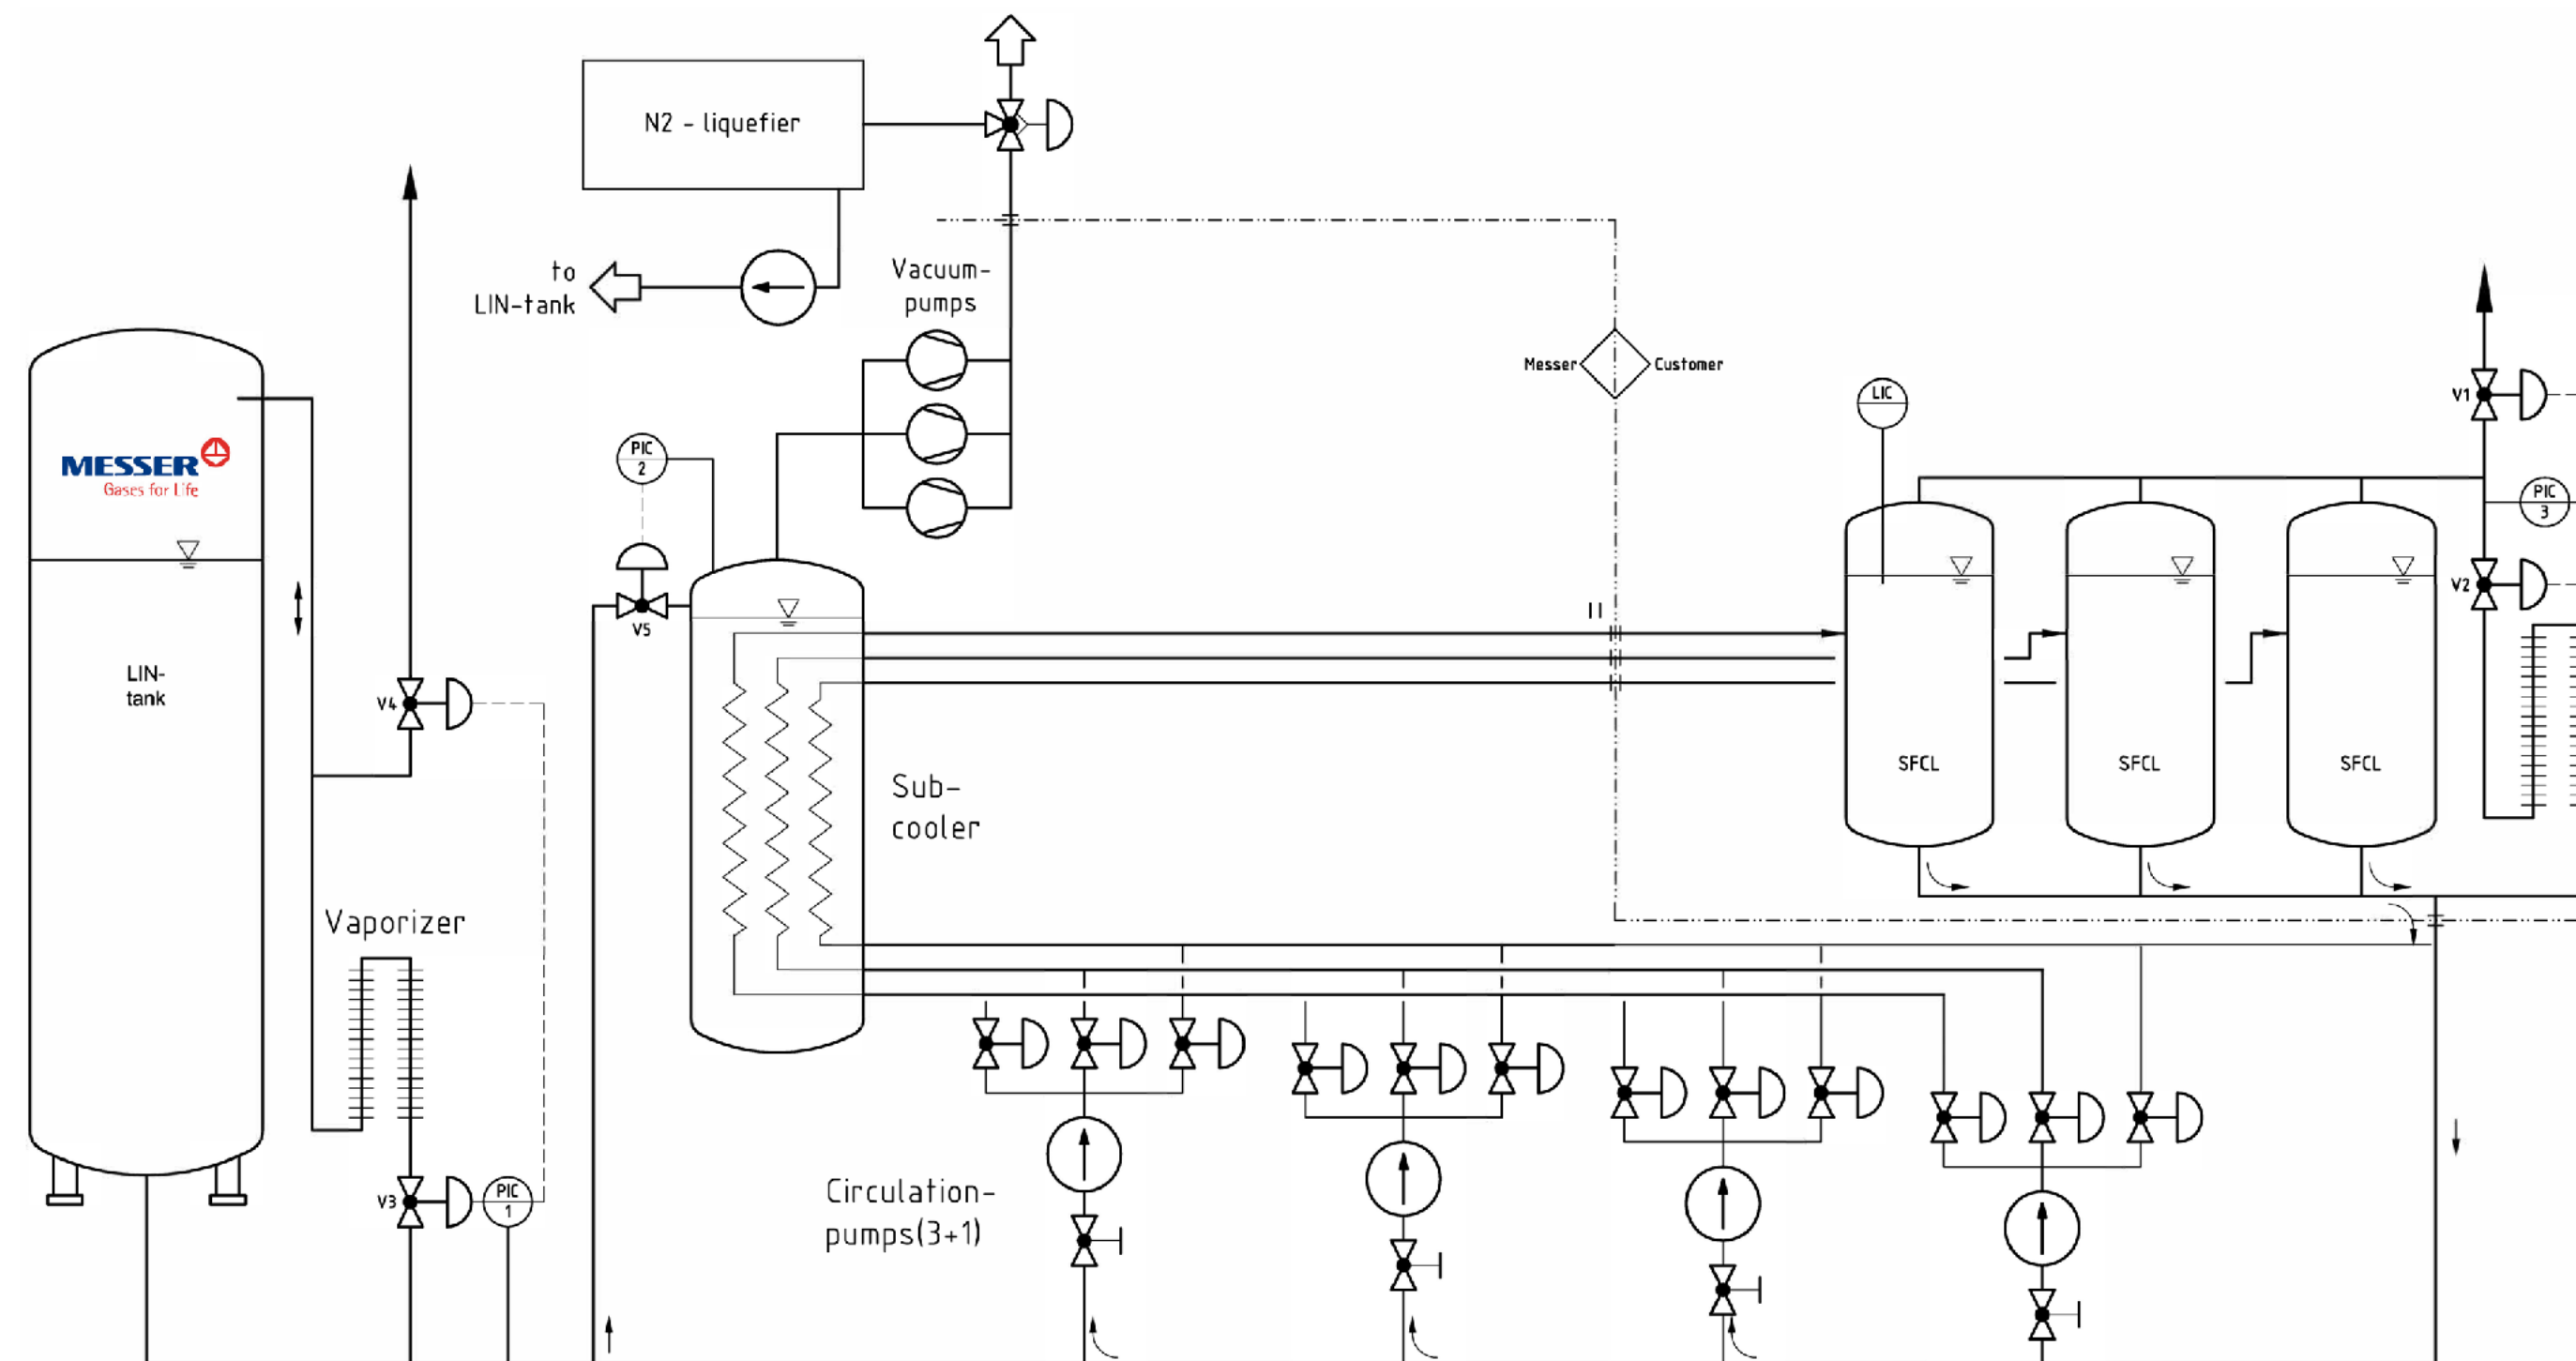 N2 - liquefier
to
LIN-tank
Vacuum-
pumps
Messer
Customer
LIC
V1
PIC
2
MESSER
Gases for Life
PIC
3
V2
V5
LIN-
tank
V4
SFCL
SFCL
SFCL
Sub-
cooler
Vaporizer
Circulation-
pumps(3+1)
V3
PIC
1